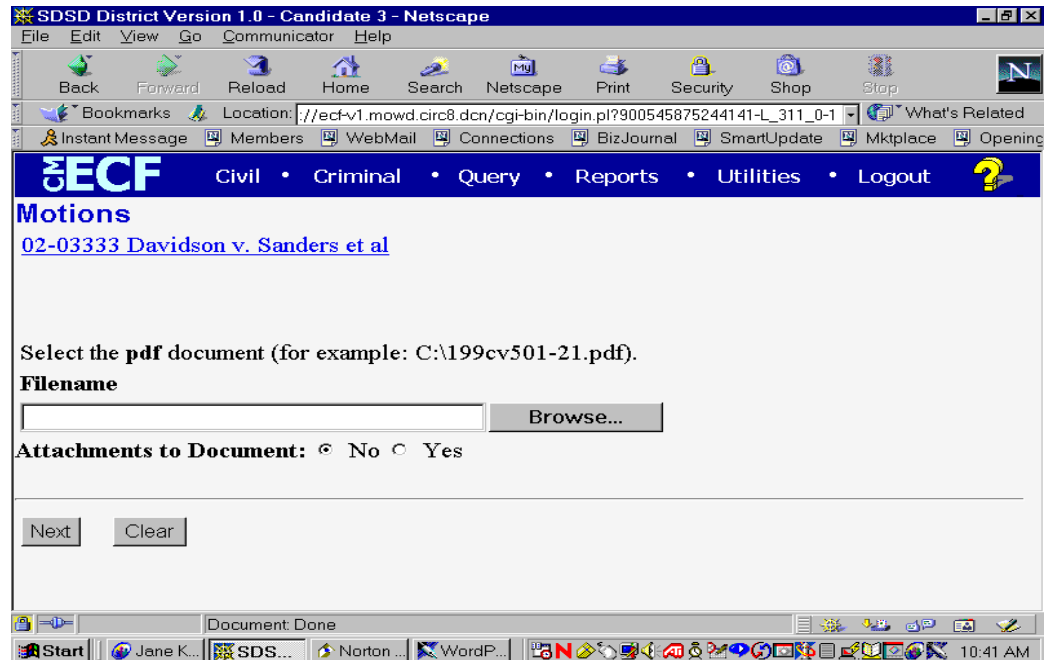 SDSD District Version 1.0 - Candidate 3 - Netscape
File Edit View Go Communicator Help
Back Forward Reload Home Search Netscape Print Security Shop Stop
My
N
Bookmarks Location: ://ecf-v1.mowd.circ8.dcn/cgi-bin/login.pl?900545875244141-L_311_0-1 What's Related
Instant Message Members WebMail Connections BizJournal SmartUpdate Mktplace Opening
CM ECF Civil • Criminal • Query • Reports • Utilities • Logout ?
Motions
02-03333 Davidson v. Sanders et al
Select the pdf document (for example: C:\199cv501-21.pdf).
Filename
Browse...
Attachments to Document: No Yes
Next Clear
Document: Done
Start Jane K... SDS... Norton ... WordP... 10:41 AM